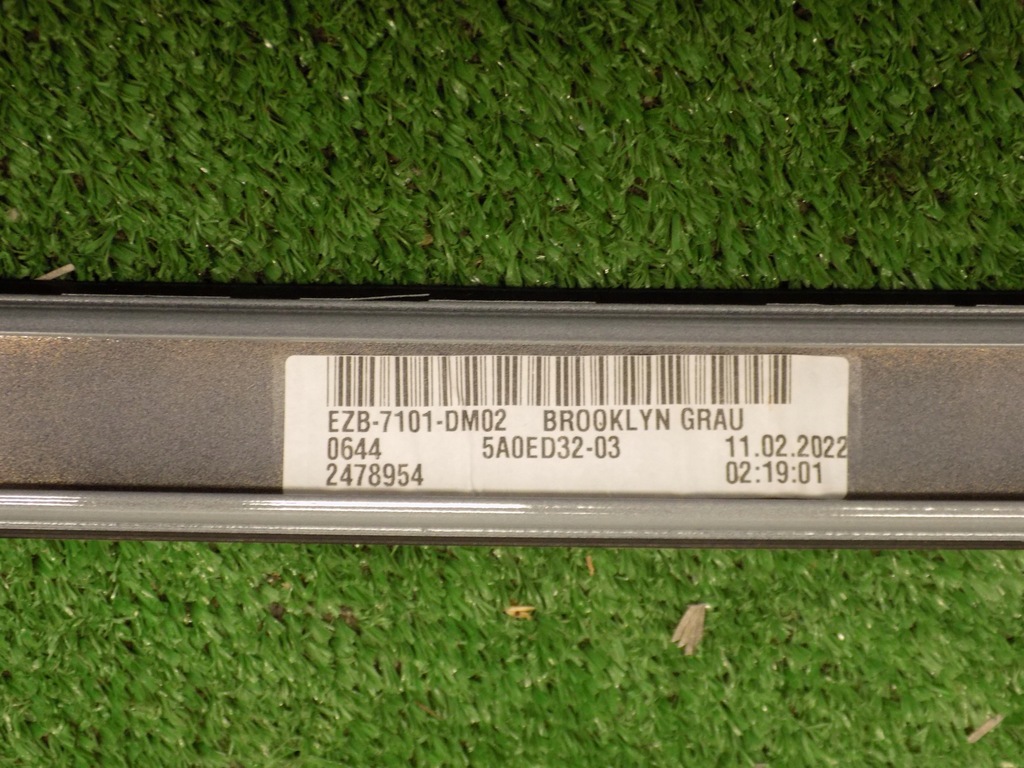 EZB-7101-DM02 BROOKLYN GRAU
0644 5A0ED32-03 11.02.2022
2478954 02:19:01